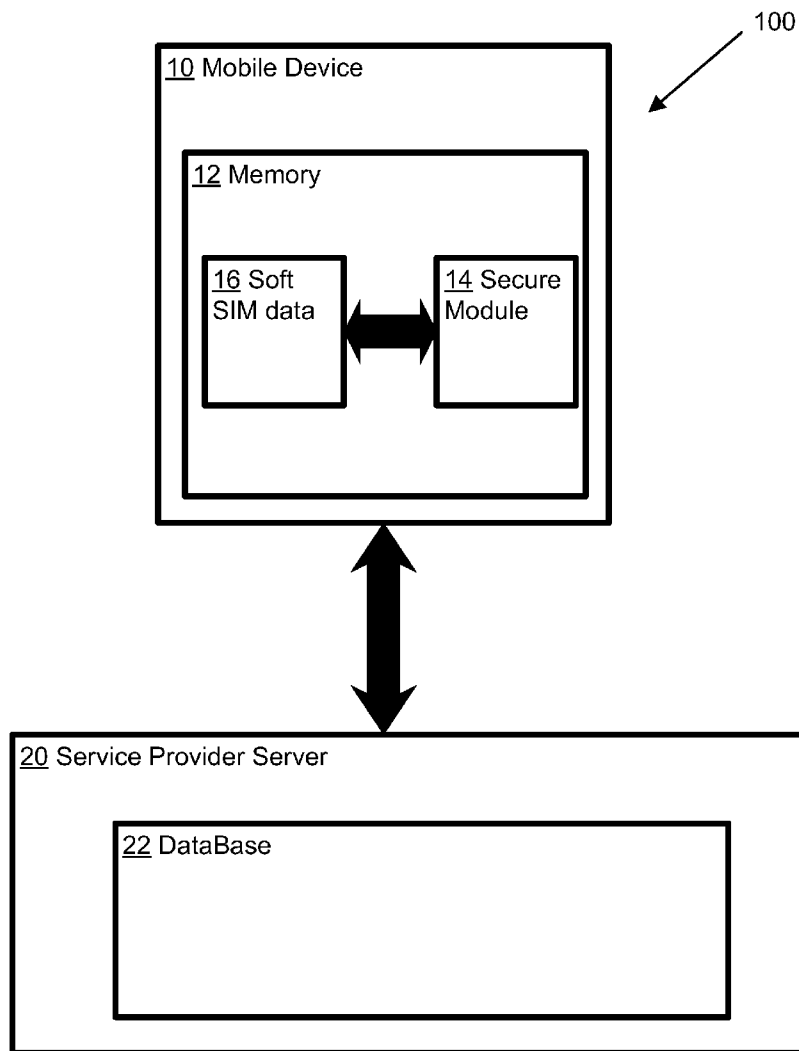 100
10 Mobile Device
12 Memory
16 Soft
SIM data
14 Secure
Module
20 Service Provider Server
22 DataBase